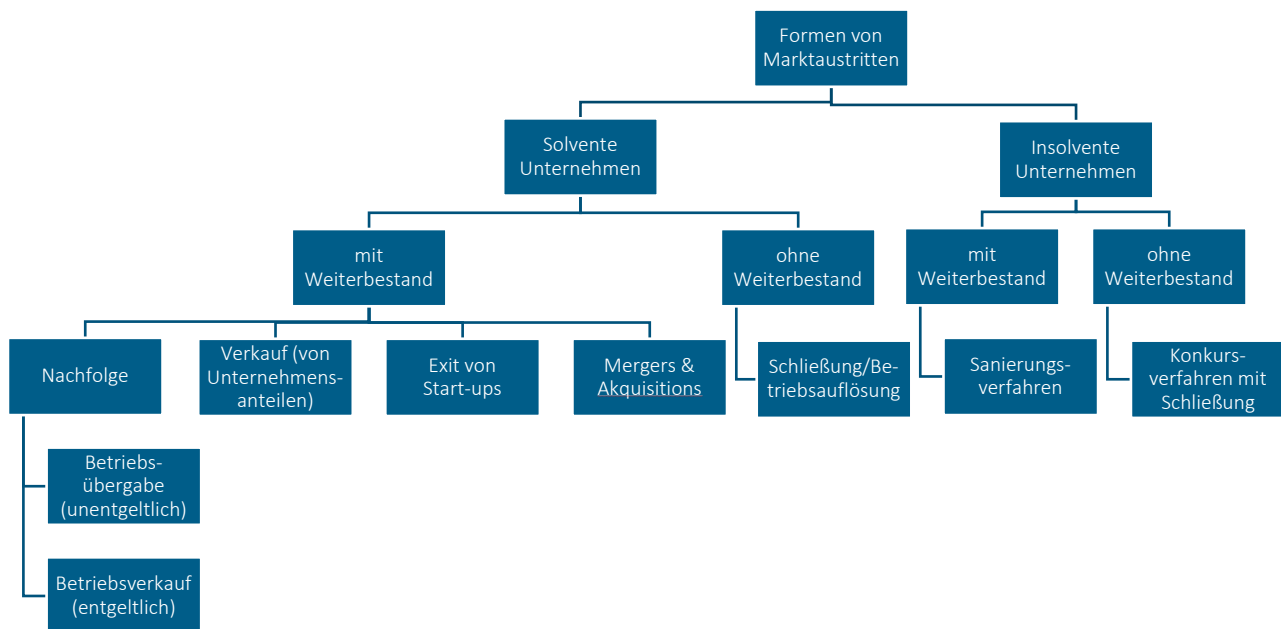 Formen von
Marktaustritten
Solvente
Unternehmen
Insolvente
Unternehmen
mit
Weiterbestand
ohne
Weiterbestand
mit
Weiterbestand
ohne
Weiterbestand
Nachfolge
Verkauf (von
Unternehmens-
anteilen)
Exit von
Start-ups
Mergers &
Akquisitions
Schließung/Be-
triebsauflösung
Sanierungs-
verfahren
Konkurs-
verfahren mit
Schließung
Betriebs-
übergabe
(unentgeltlich)
Betriebsverkauf
(entgeltlich)